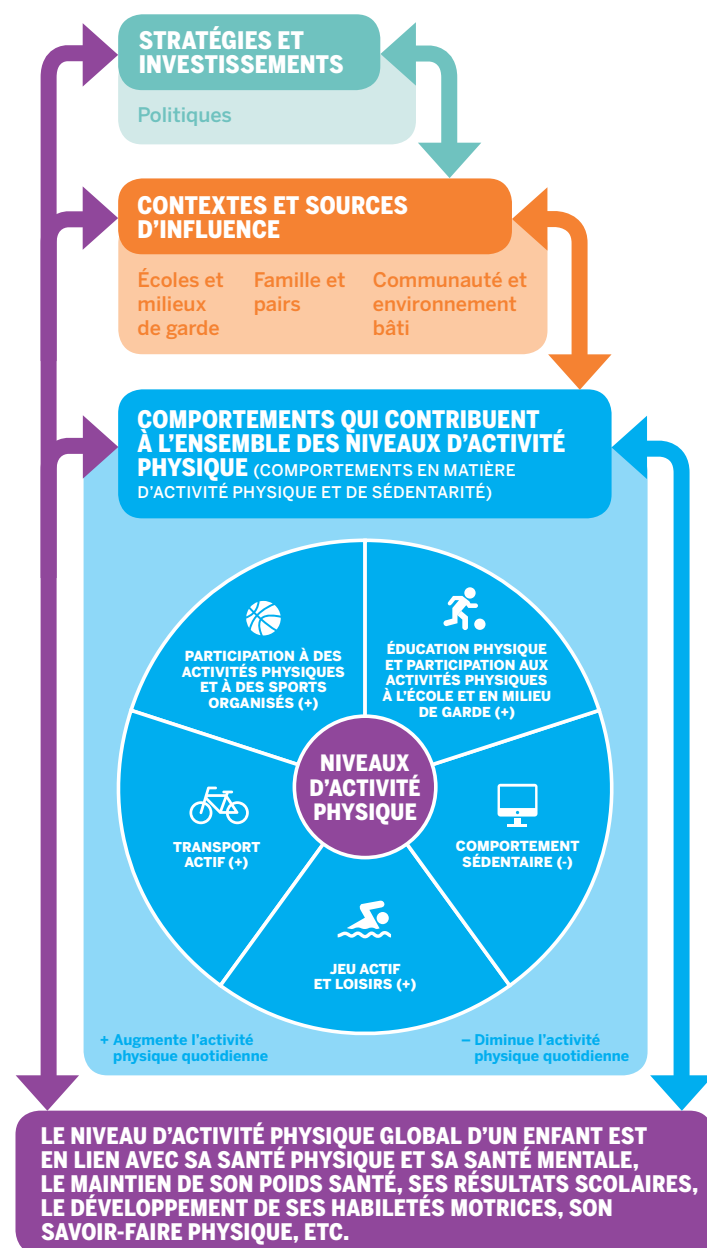 STRATÉGIES ET
INVESTISSEMENTS
Politiques
CONTEXTES ET SOURCES
D'INFLUENCE
Écoles et
milieux
de garde
Famille et
pairs
Communauté et
environnement
bâti
COMPORTEMENTS QUI CONTRIBUENT
À L'ENSEMBLE DES NIVEAUX D'ACTIVITÉ
PHYSIQUE (COMPORTEMENTS EN MATIÈRE
D'ACTIVITÉ PHYSIQUE ET DE SÉDENTARITÉ)
PARTICIPATION À DES
ACTIVITÉS PHYSIQUES
ET À DES SPORTS
ORGANISÉS (+)
ÉDUCATION PHYSIQUE
ET PARTICIPATION AUX
ACTIVITÉS PHYSIQUES
À L'ÉCOLE ET EN MILIEU
DE GARDE (+)
NIVEAUX
D'ACTIVITÉ
PHYSIQUE
TRANSPORT
ACTIF (+)
COMPORTEMENT
SÉDENTAIRE (-)
JEU ACTIF
ET LOISIRS (+)
+ Augmente l'activité
physique quotidienne
– Diminue l'activité
physique quotidienne
LE NIVEAU D'ACTIVITÉ PHYSIQUE GLOBAL D'UN ENFANT EST
EN LIEN AVEC SA SANTÉ PHYSIQUE ET SA SANTÉ MENTALE,
LE MAINTIEN DE SON POIDS SANTÉ, SES RÉSULTATS SCOLAIRES,
LE DÉVELOPPEMENT DE SES HABILETÉS MOTRICES, SON
SAVOIR-FAIRE PHYSIQUE, ETC.